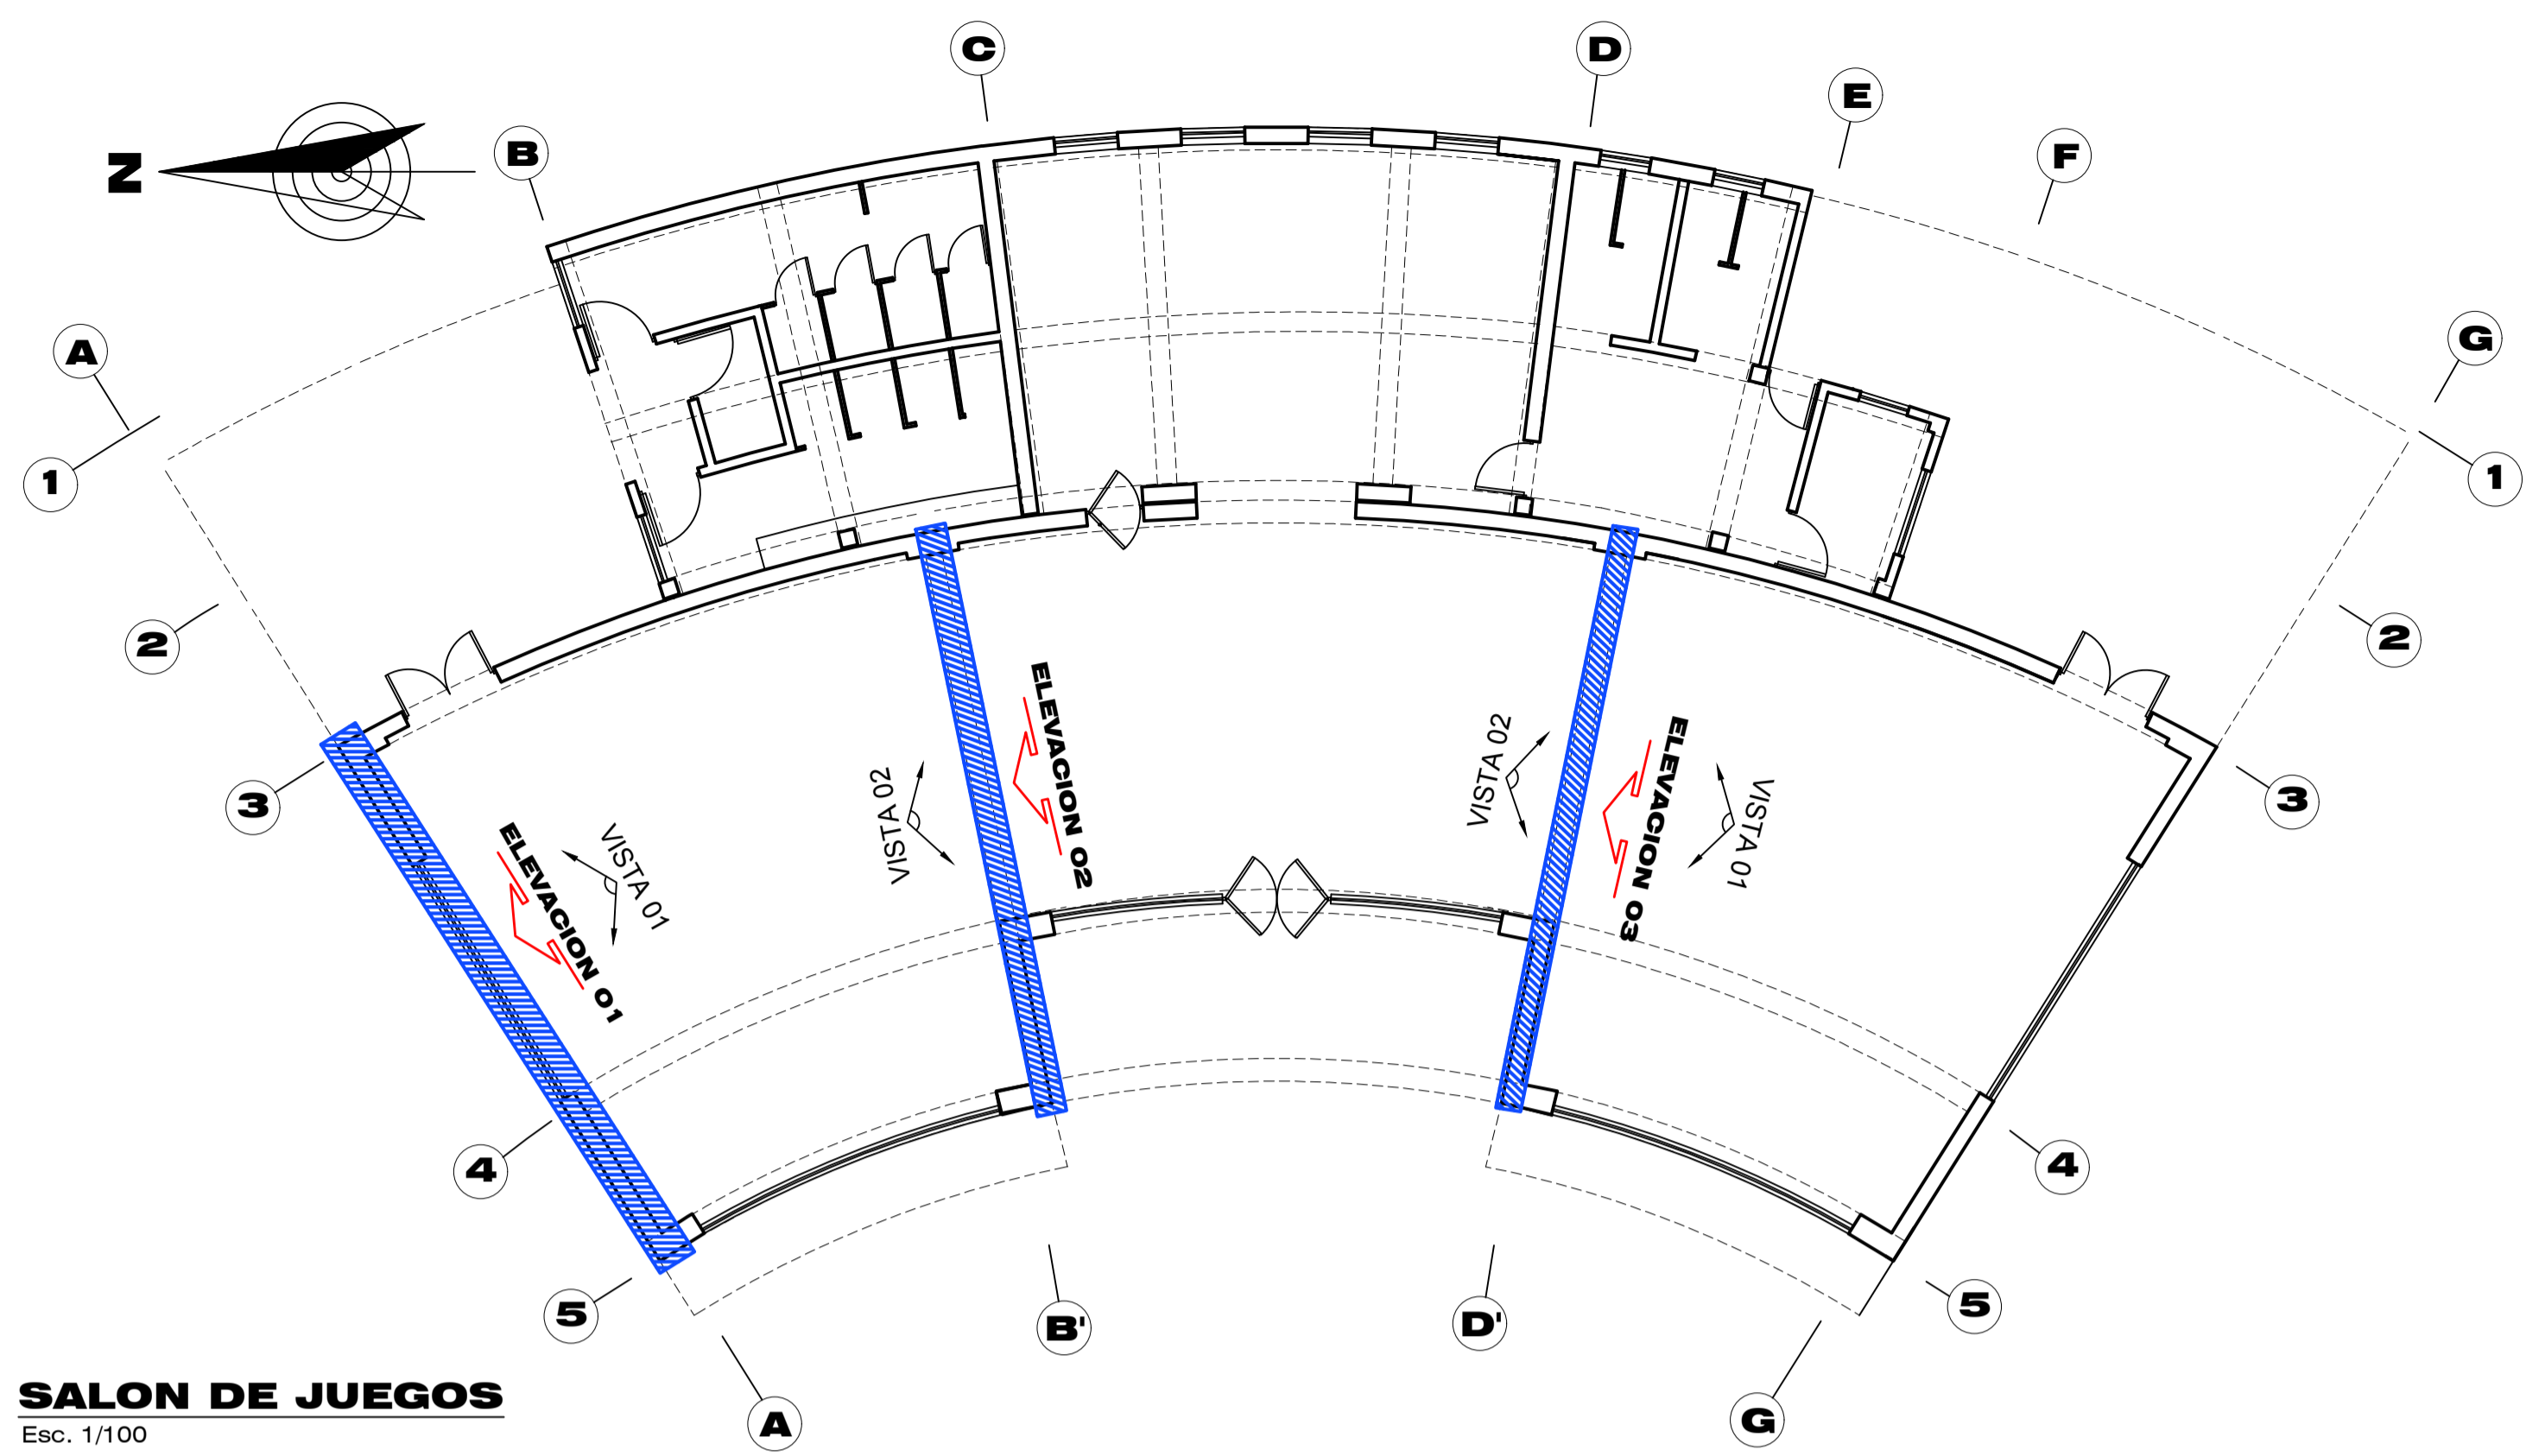 C
D
E
F
B
N
A
G
1
1
2
2
3
3
ELEVACION 02
VISTA 02
VISTA 02
ELEVACION 03
VISTA 01
ELEVACION 01
VISTA 01
4
4
5
5
B'
D'
A
G
SALON DE JUEGOS
Esc. 1/100